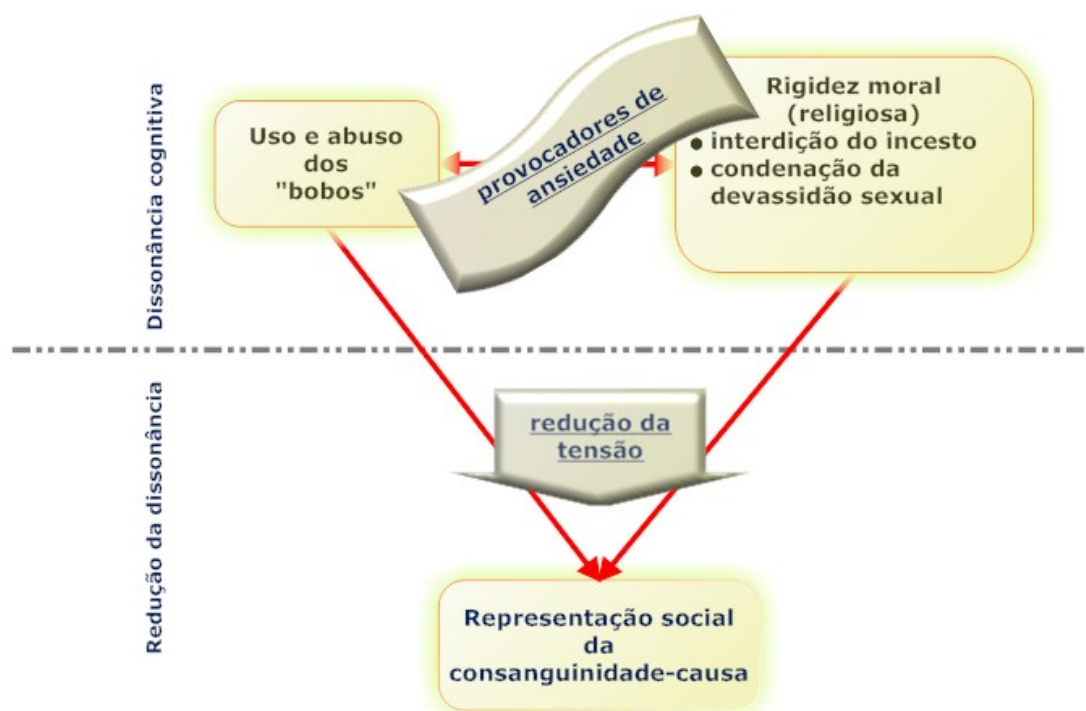 Dissonância cognitiva
Uso e abuso
dos
"bobos"
provocadores de
ansiedade
Rigidez moral
(religiosa)
● interdição do incesto
● condenação da
devassidão sexual
Redução da dissonância
redução da
tensão
Representação social
da
consanguinidade-causa